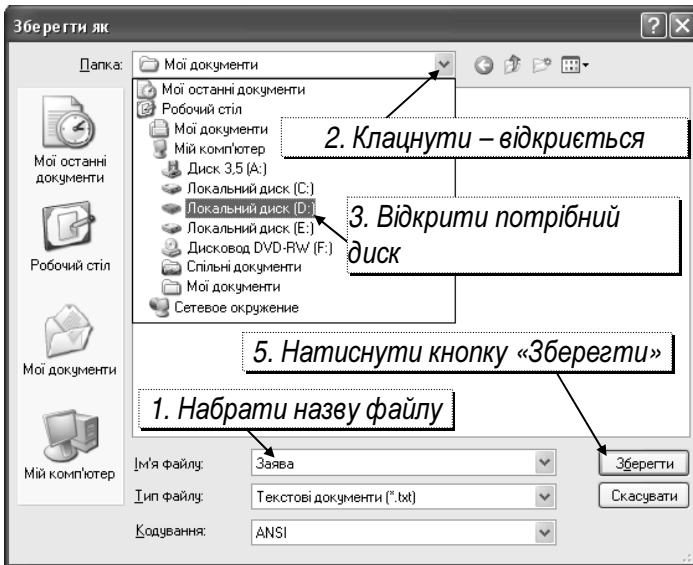 Зберегти як
Папка:
Мої документи
Мої останні документи
Робочий стіл
Мої документи
Мій комп'ютер
Диск 3,5 (A:)
Локальний диск (C:)
Локальний диск (D:)
Локальний диск (E:)
Дисковод DVD-RW (F:)
Спільні документи
Мої документи
Сетевое окружение
2. Клацнути – відкриється
3. Відкрити потрібний
диск
5. Натиснути кнопку «Зберегти»
1. Набрати назву файлу
Мої останні
документи
Робочий стіл
Мої документи
Мій комп'ютер
Ім'я файлу:
Заява
Зберегти
Тип файлу:
Текстові документи (*.txt)
Скасувати
Кодування:
ANSI